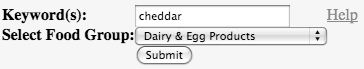 Keyword(s): cheddar Help
Select Food Group: Dairy & Egg Products
Submit